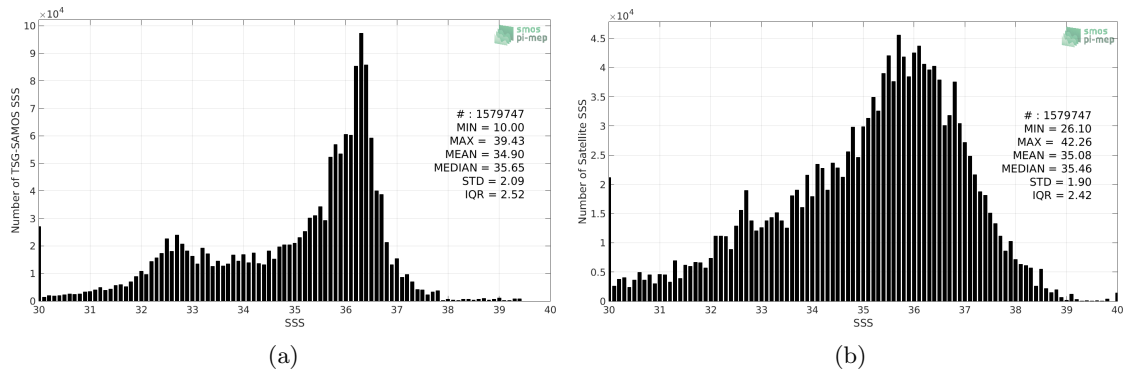 ×10⁴
10
9
8
7
6
5
4
3
2
1
0
Number of TSG-SAMOS SSS
30 31 32 33 34 35 36 37 38 39 40
SSS
smos
pi-mep
# : 1579747
MIN = 10.00
MAX = 39.43
MEAN = 34.90
MEDIAN = 35.65
STD = 2.09
IQR = 2.52
(a)
×10⁴
4.5
4
3.5
3
2.5
2
1.5
1
0.5
0
Number of Satellite SSS
30 31 32 33 34 35 36 37 38 39 40
SSS
smos
pi-mep
# : 1579747
MIN = 26.10
MAX = 42.26
MEAN = 35.08
MEDIAN = 35.46
STD = 1.90
IQR = 2.42
(b)